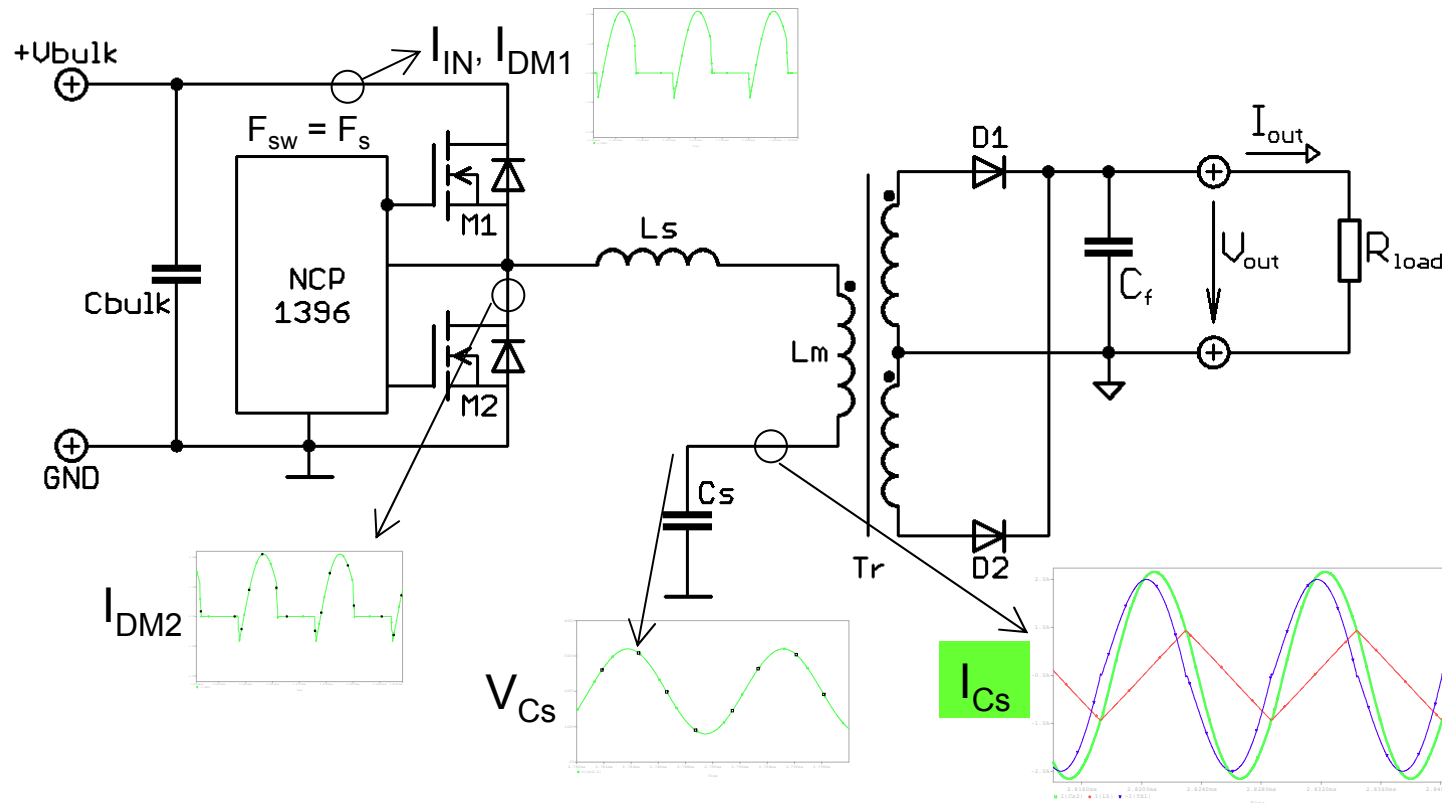 +Vbulk
I_IN, I_DM1
F_sw = F_s
M1
NCP
1396
Cbulk
M2
GND
Ls
Lm
Cs
Tr
D1
D2
I_out
V_out
C_f
R_load
I_DM2
V_Cs
I_Cs